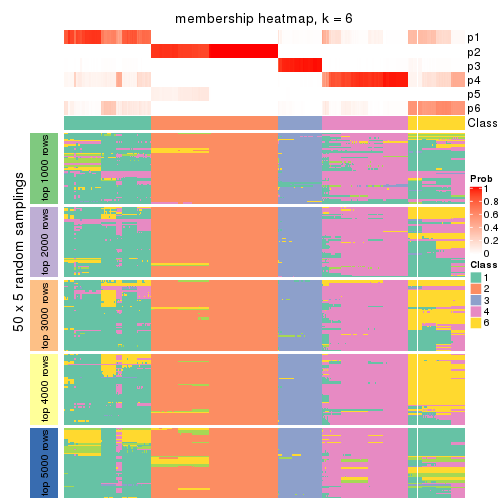 membership heatmap, k = 6
p1
p2
p3
p4
p5
p6
Class
50 x 5 random samplings
top 1000 rows
top 2000 rows
top 3000 rows
top 4000 rows
top 5000 rows
Prob
1
0.8
0.6
0.4
0.2
0
Class
1
2
3
4
6